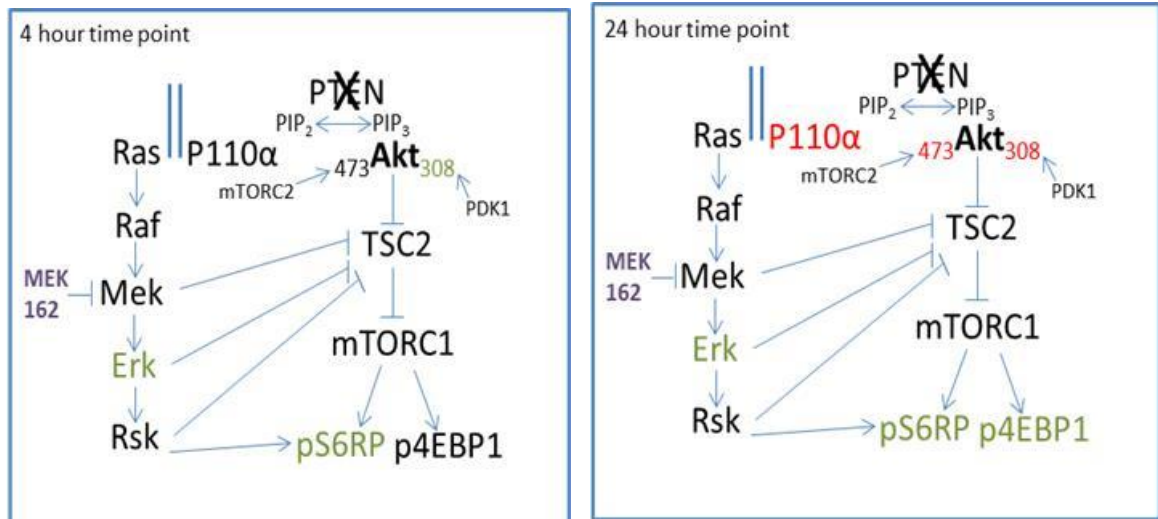 4 hour time point
PTEN
X
PIP2 PIP3
Ras P110α 473 Akt 308
mTORC2
PDK1
Raf
TSC2
MEK
162
Mek
mTORC1
Erk
Rsk
pS6RP p4EBP1
24 hour time point
PTEN
X
PIP2 PIP3
Ras P110α 473 Akt 308
mTORC2
PDK1
Raf
TSC2
MEK
162
Mek
mTORC1
Erk
Rsk
pS6RP p4EBP1